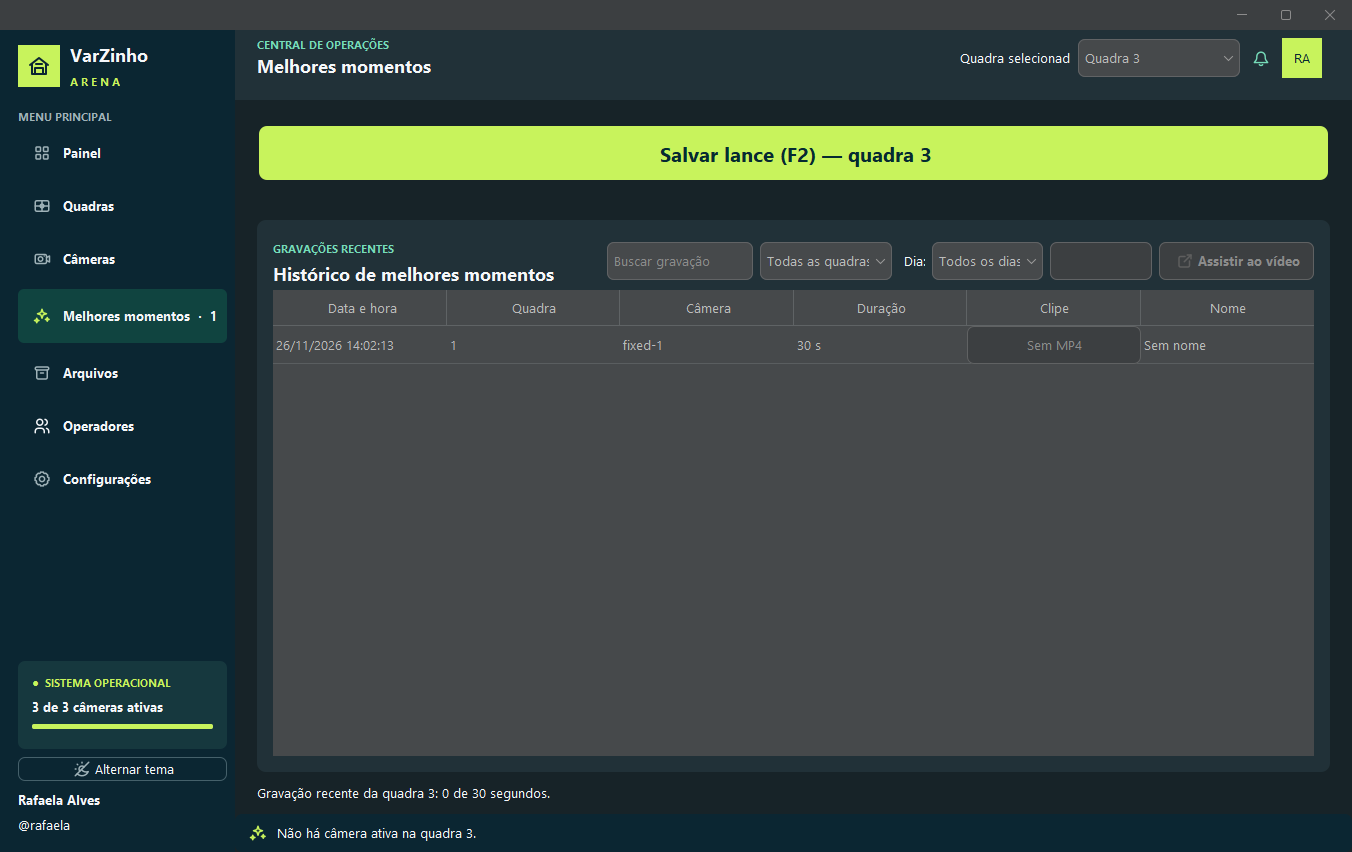 VarZinho
ARENA
MENU PRINCIPAL
Painel
Quadras
Câmeras
Melhores momentos · 1
Arquivos
Operadores
Configurações
● SISTEMA OPERACIONAL
3 de 3 câmeras ativas
Alternar tema
Rafaela Alves
@rafaela
CENTRAL DE OPERAÇÕES
Melhores momentos
Quadra selecionad
Quadra 3
RA
Salvar lance (F2) — quadra 3
GRAVAÇÕES RECENTES
Histórico de melhores momentos
Buscar gravação
Todas as quadras
Dia:
Todos os dias
Assistir ao vídeo
Data e hora Quadra Câmera Duração Clipe Nome
26/11/2026 14:02:13 1 fixed-1 30 s Sem MP4 Sem nome
Gravação recente da quadra 3: 0 de 30 segundos.
Não há câmera ativa na quadra 3.